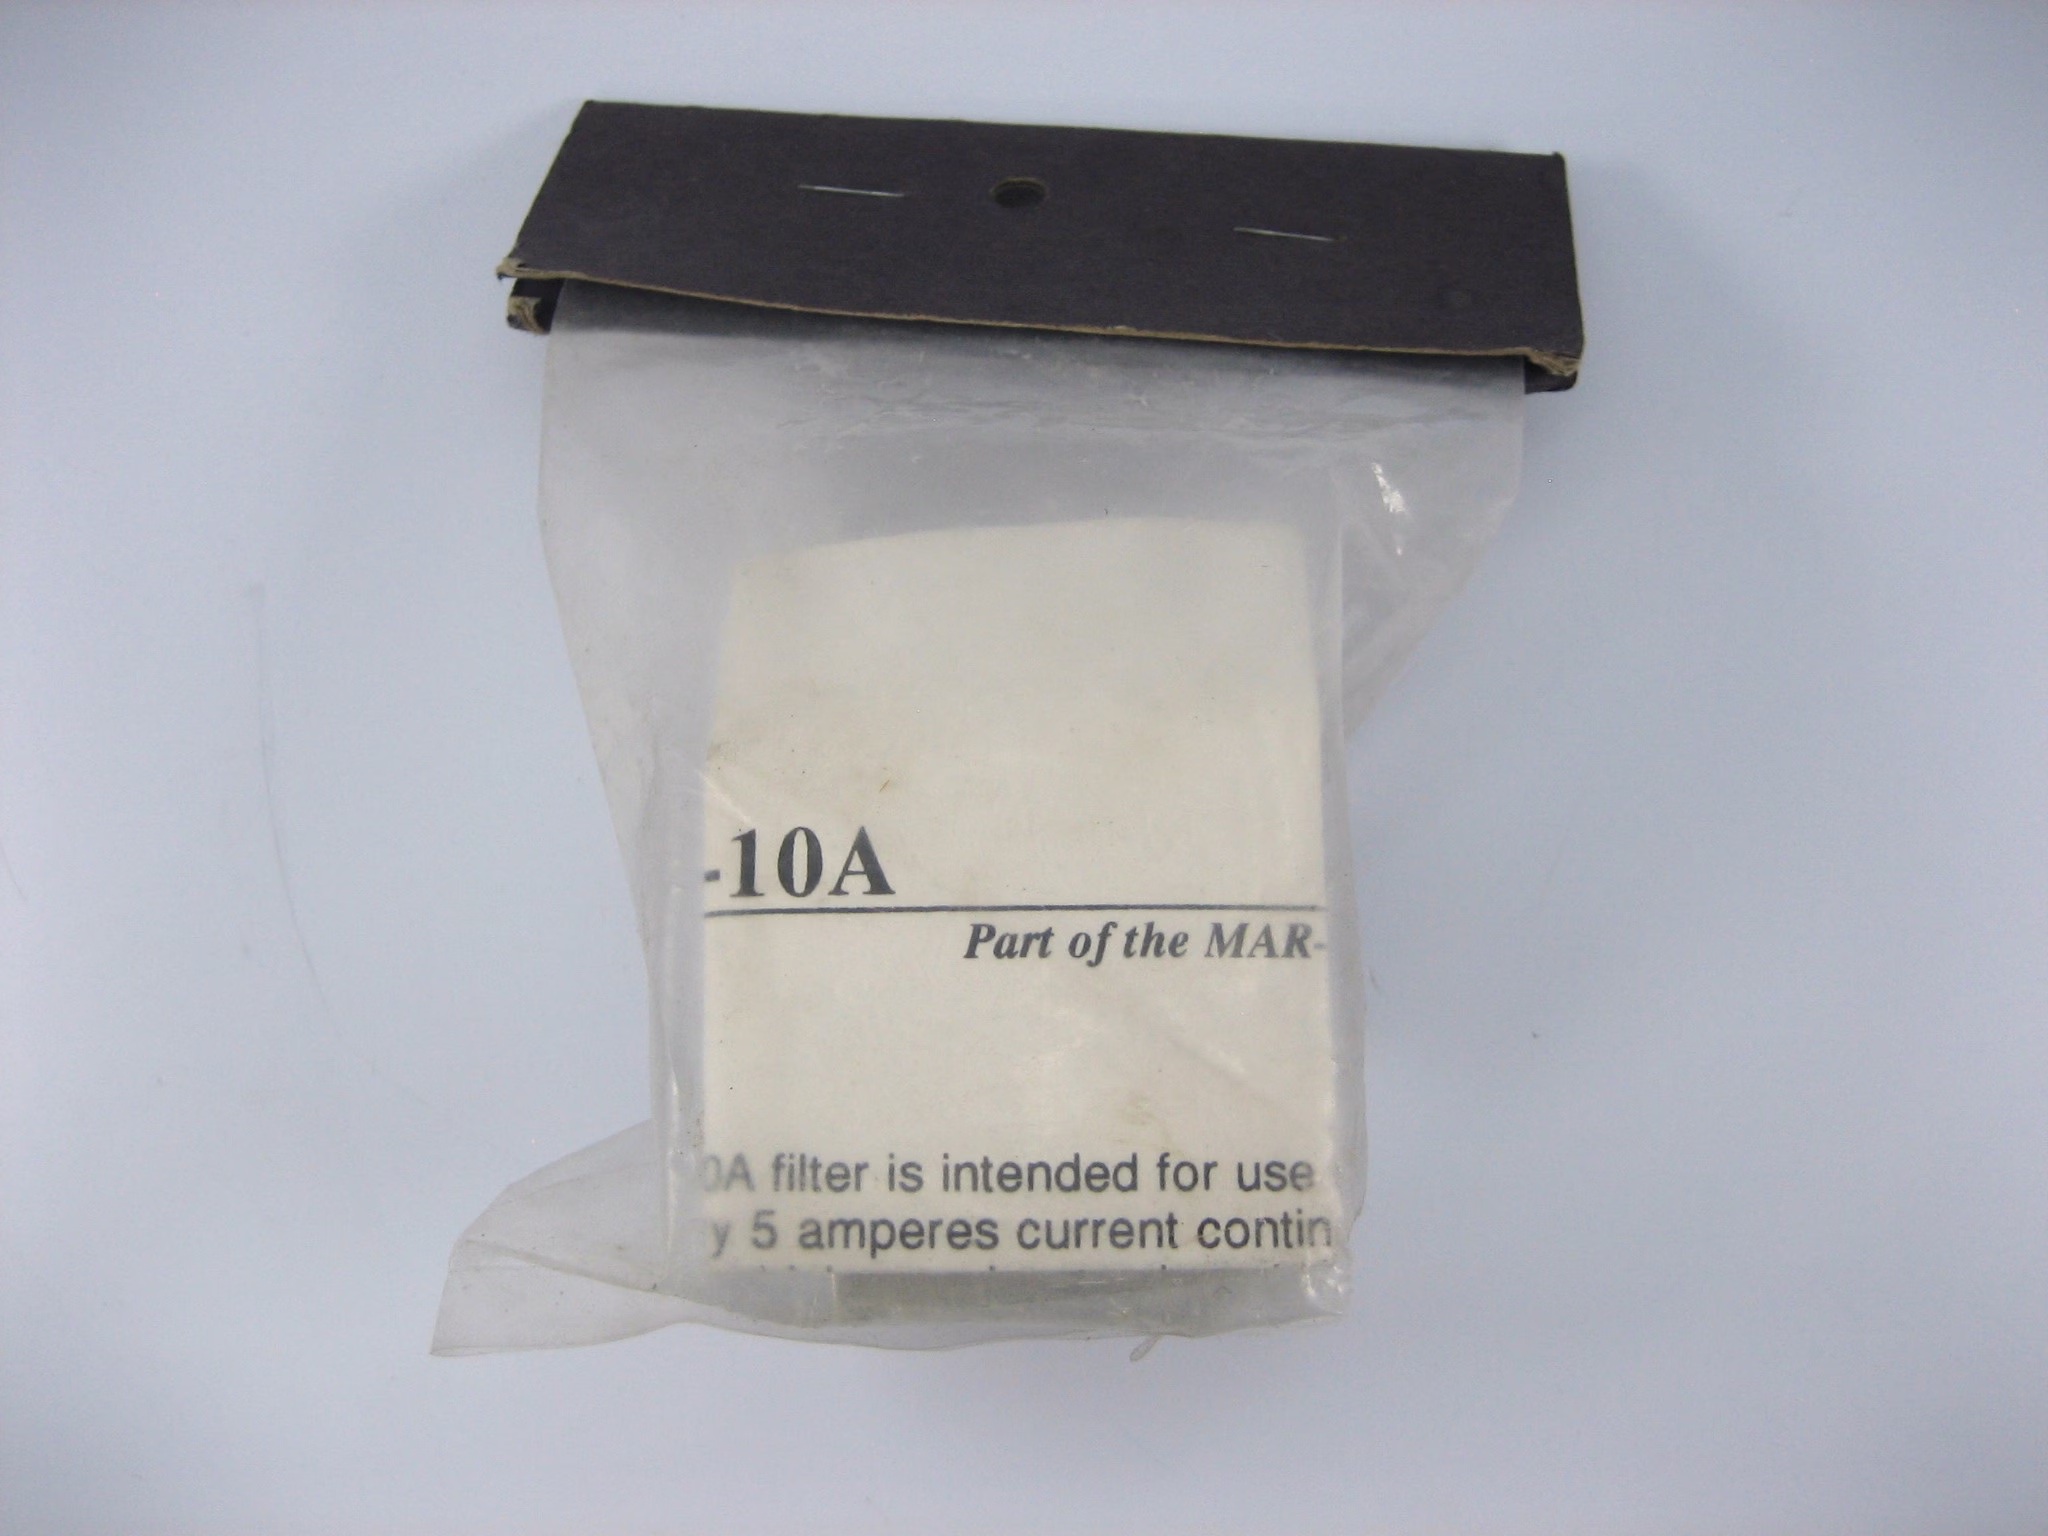 -10A
Part of the MAR-
0A filter is intended for use
y 5 amperes current contin